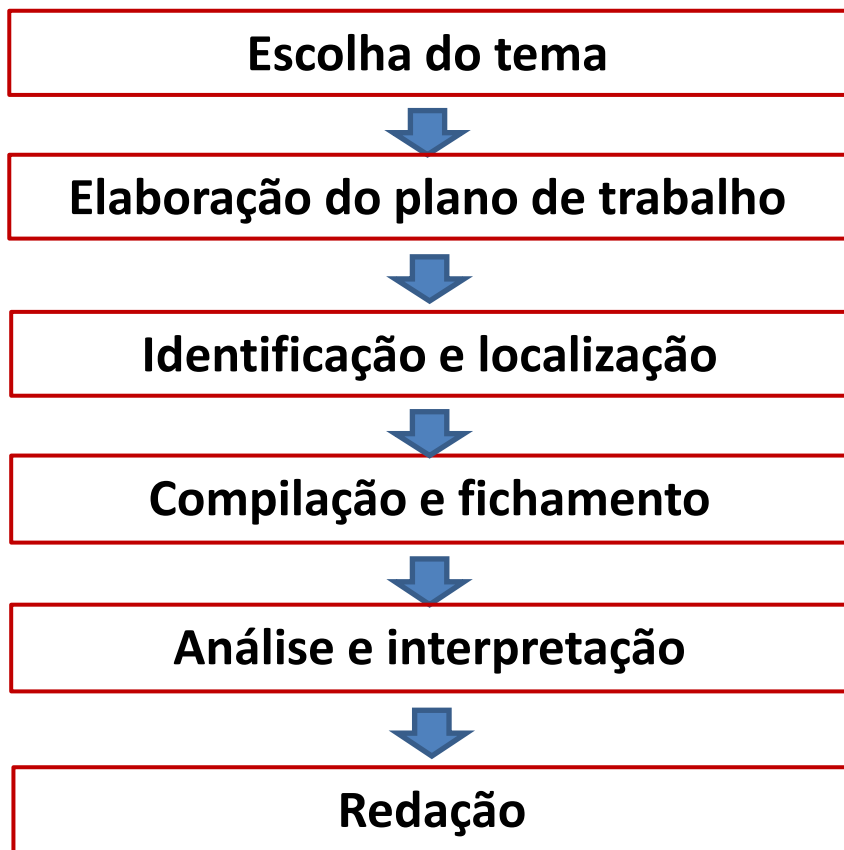 Escolha do tema
Elaboração do plano de trabalho
Identificação e localização
Compilação e fichamento
Análise e interpretação
Redação